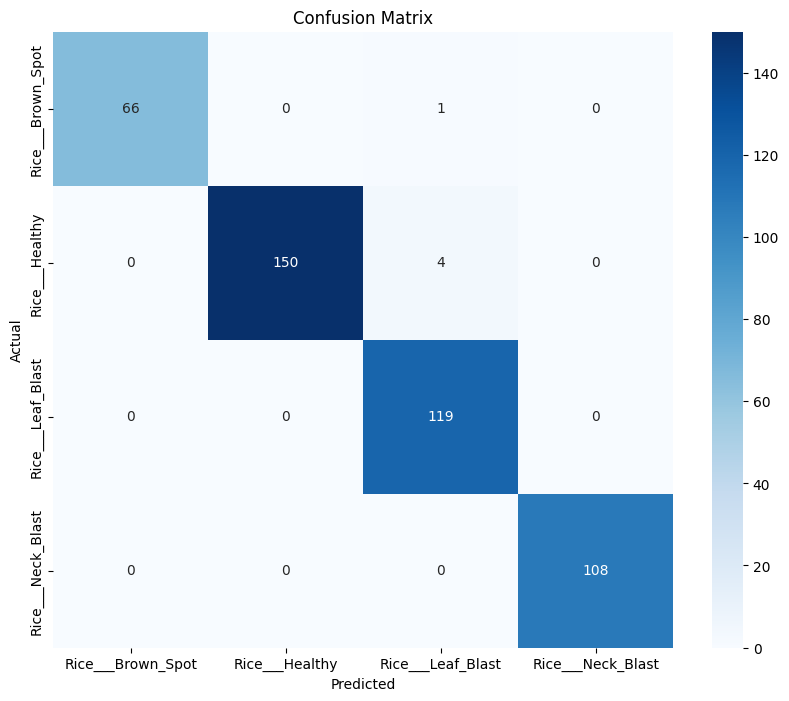 Confusion Matrix
Rice___Brown_Spot
66
0
1
0
Rice___Healthy
0
150
4
0
Rice___Leaf_Blast
0
0
119
0
Rice___Neck_Blast
0
0
0
108
Actual
Rice___Brown_Spot
Rice___Healthy
Rice___Leaf_Blast
Rice___Neck_Blast
Predicted
140
120
100
80
60
40
20
0